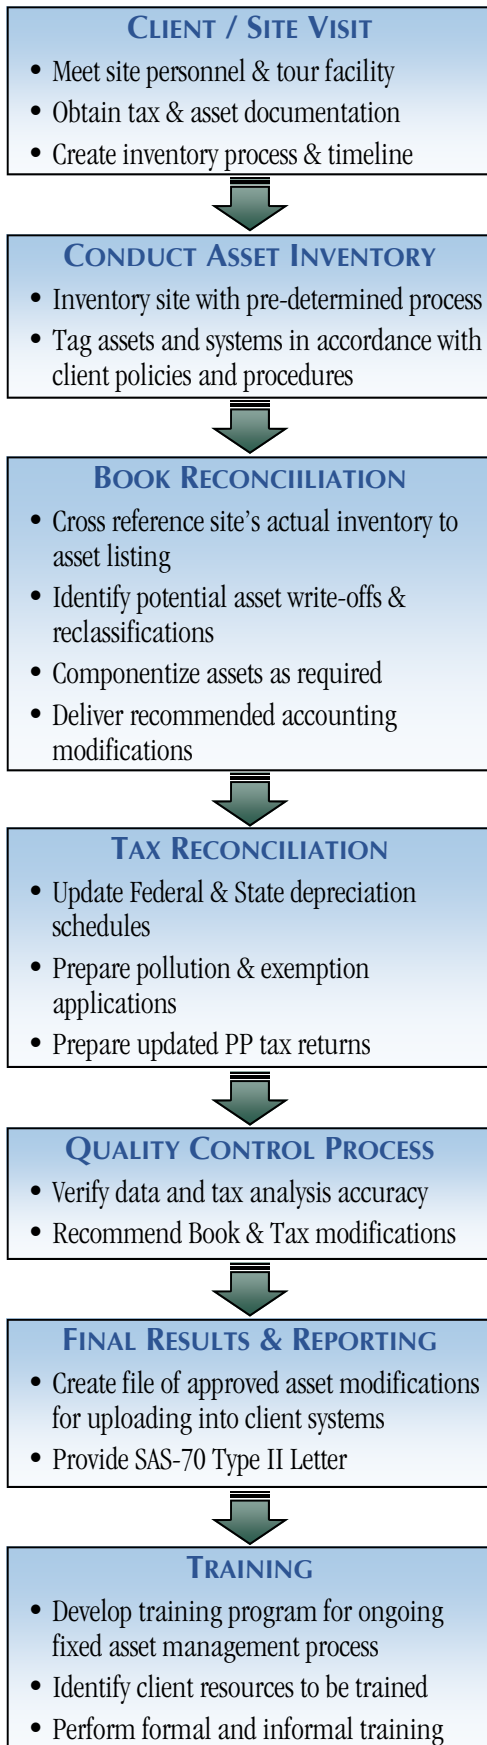 CLIENT / SITE VISIT
• Meet site personnel & tour facility
• Obtain tax & asset documentation
• Create inventory process & timeline
CONDUCT ASSET INVENTORY
• Inventory site with pre-determined process
• Tag assets and systems in accordance with
client policies and procedures
BOOK RECONCIILIATION
• Cross reference site's actual inventory to
asset listing
• Identify potential asset write-offs &
reclassifications
• Componentize assets as required
• Deliver recommended accounting
modifications
TAX RECONCILIATION
• Update Federal & State depreciation
schedules
• Prepare pollution & exemption
applications
• Prepare updated PP tax returns
QUALITY CONTROL PROCESS
• Verify data and tax analysis accuracy
• Recommend Book & Tax modifications
FINAL RESULTS & REPORTING
• Create file of approved asset modifications
for uploading into client systems
• Provide SAS-70 Type II Letter
TRAINING
• Develop training program for ongoing
fixed asset management process
• Identify client resources to be trained
• Perform formal and informal training